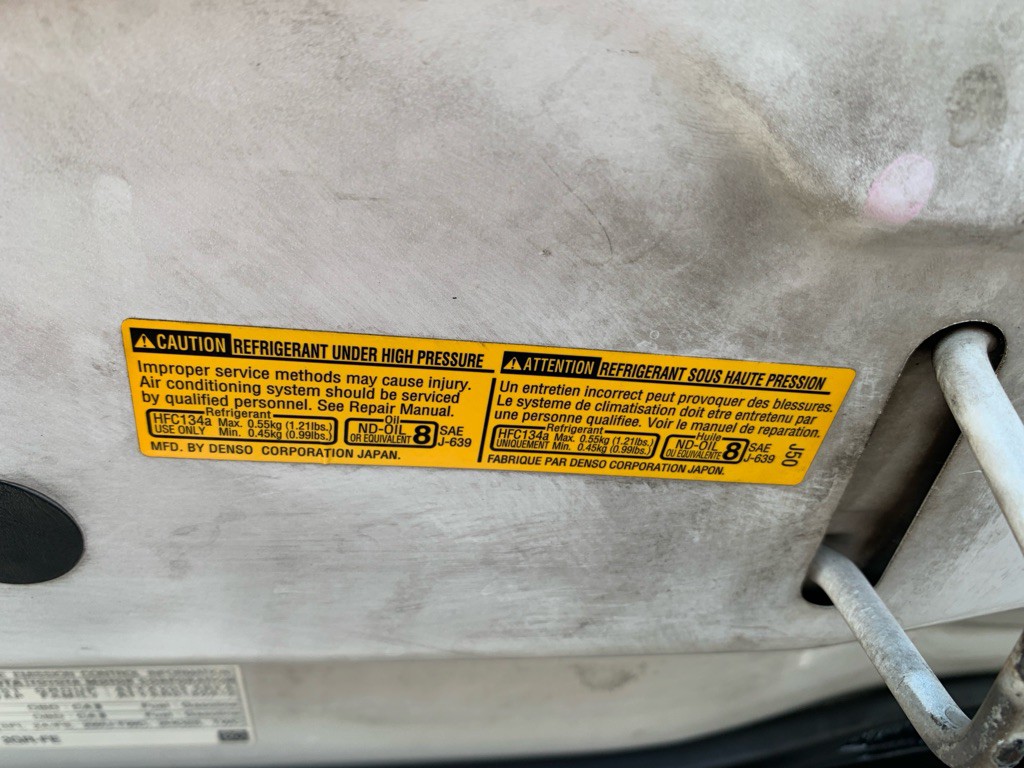 CAUTION REFRIGERANT UNDER HIGH PRESSURE
Improper service methods may cause injury.
Air conditioning system should be serviced
by qualified personnel. See Repair Manual.
Refrigerant
HFC134a Max. 0.55kg (1.21lbs.)
USE ONLY Min. 0.45kg (0.99lbs.)
Oil
ND-OIL 8
OR EQUIVALENT
SAE
J-639
MFD. BY DENSO CORPORATION JAPAN.
ATTENTION REFRIGERANT SOUS HAUTE PRESSION
Un entretien incorrect peut provoquer des blessures.
Le systeme de climatisation doit etre entretenu par
une personne qualifiee. Voir le manuel de reparation.
Refrigerant
HFC134a Max. 0.55kg (1.21lbs.)
UNIQUEMENT Min. 0.45kg (0.99lbs.)
Huile
ND-OIL 8
OU EQUIVALENTE
SAE
J-639
J50
FABRIQUE PAR DENSO CORPORATION JAPON.